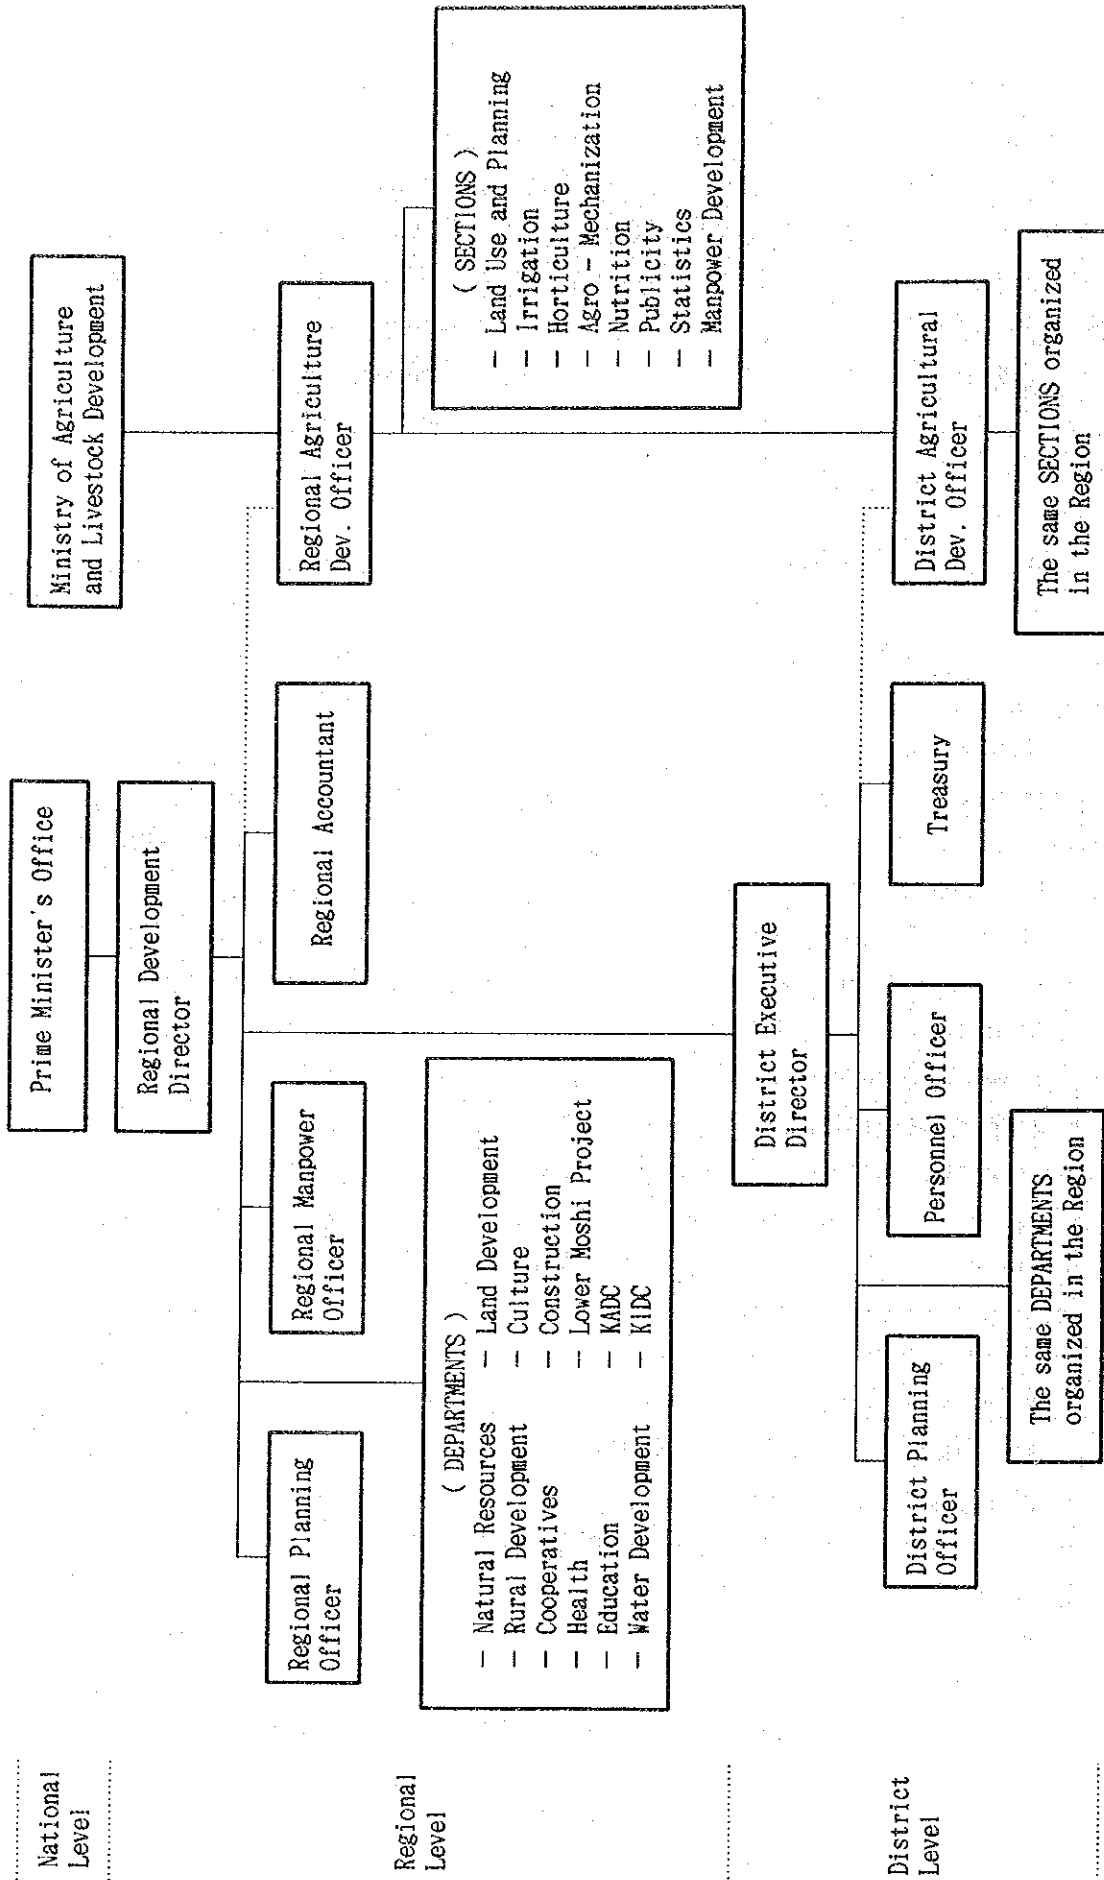 National
Level
Prime Minister's Office
Ministry of Agriculture
and Livestock Development
Regional
Level
Regional Development
Director
Regional Planning
Officer
Regional Manpower
Officer
Regional Accountant
Regional Agriculture
Dev. Officer
( DEPARTMENTS )
— Natural Resources — Land Development
— Rural Development — Culture
— Cooperatives — Construction
— Health — Lower Moshi Project
— Education — KADC
— Water Development — KIDC
( SECTIONS )
— Land Use and Planning
— Irrigation
— Horticulture
— Agro - Mechanization
— Nutrition
— Publicity
— Statistics
— Manpower Development
District
Level
District Executive
Director
District Planning
Officer
Personnel Officer
Treasury
District Agricultural
Dev. Officer
The same DEPARTMENTS
organized in the Region
The same SECTIONS organized
in the Region